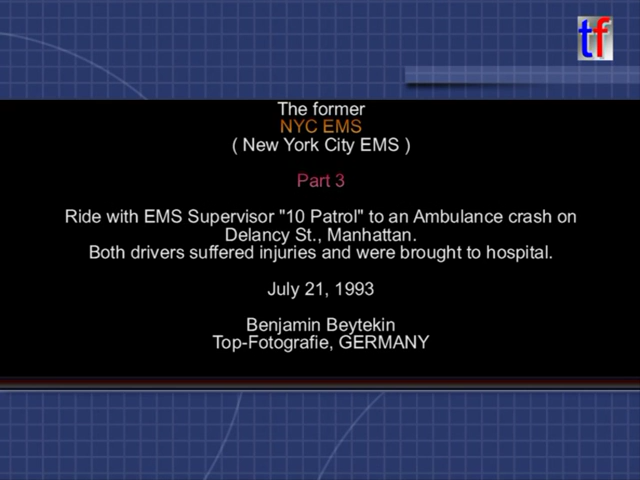 tf
The former
NYC EMS
( New York City EMS )
Part 3
Ride with EMS Supervisor "10 Patrol" to an Ambulance crash on
Delancy St., Manhattan.
Both drivers suffered injuries and were brought to hospital.
July 21, 1993
Benjamin Beytekin
Top-Fotografie, GERMANY